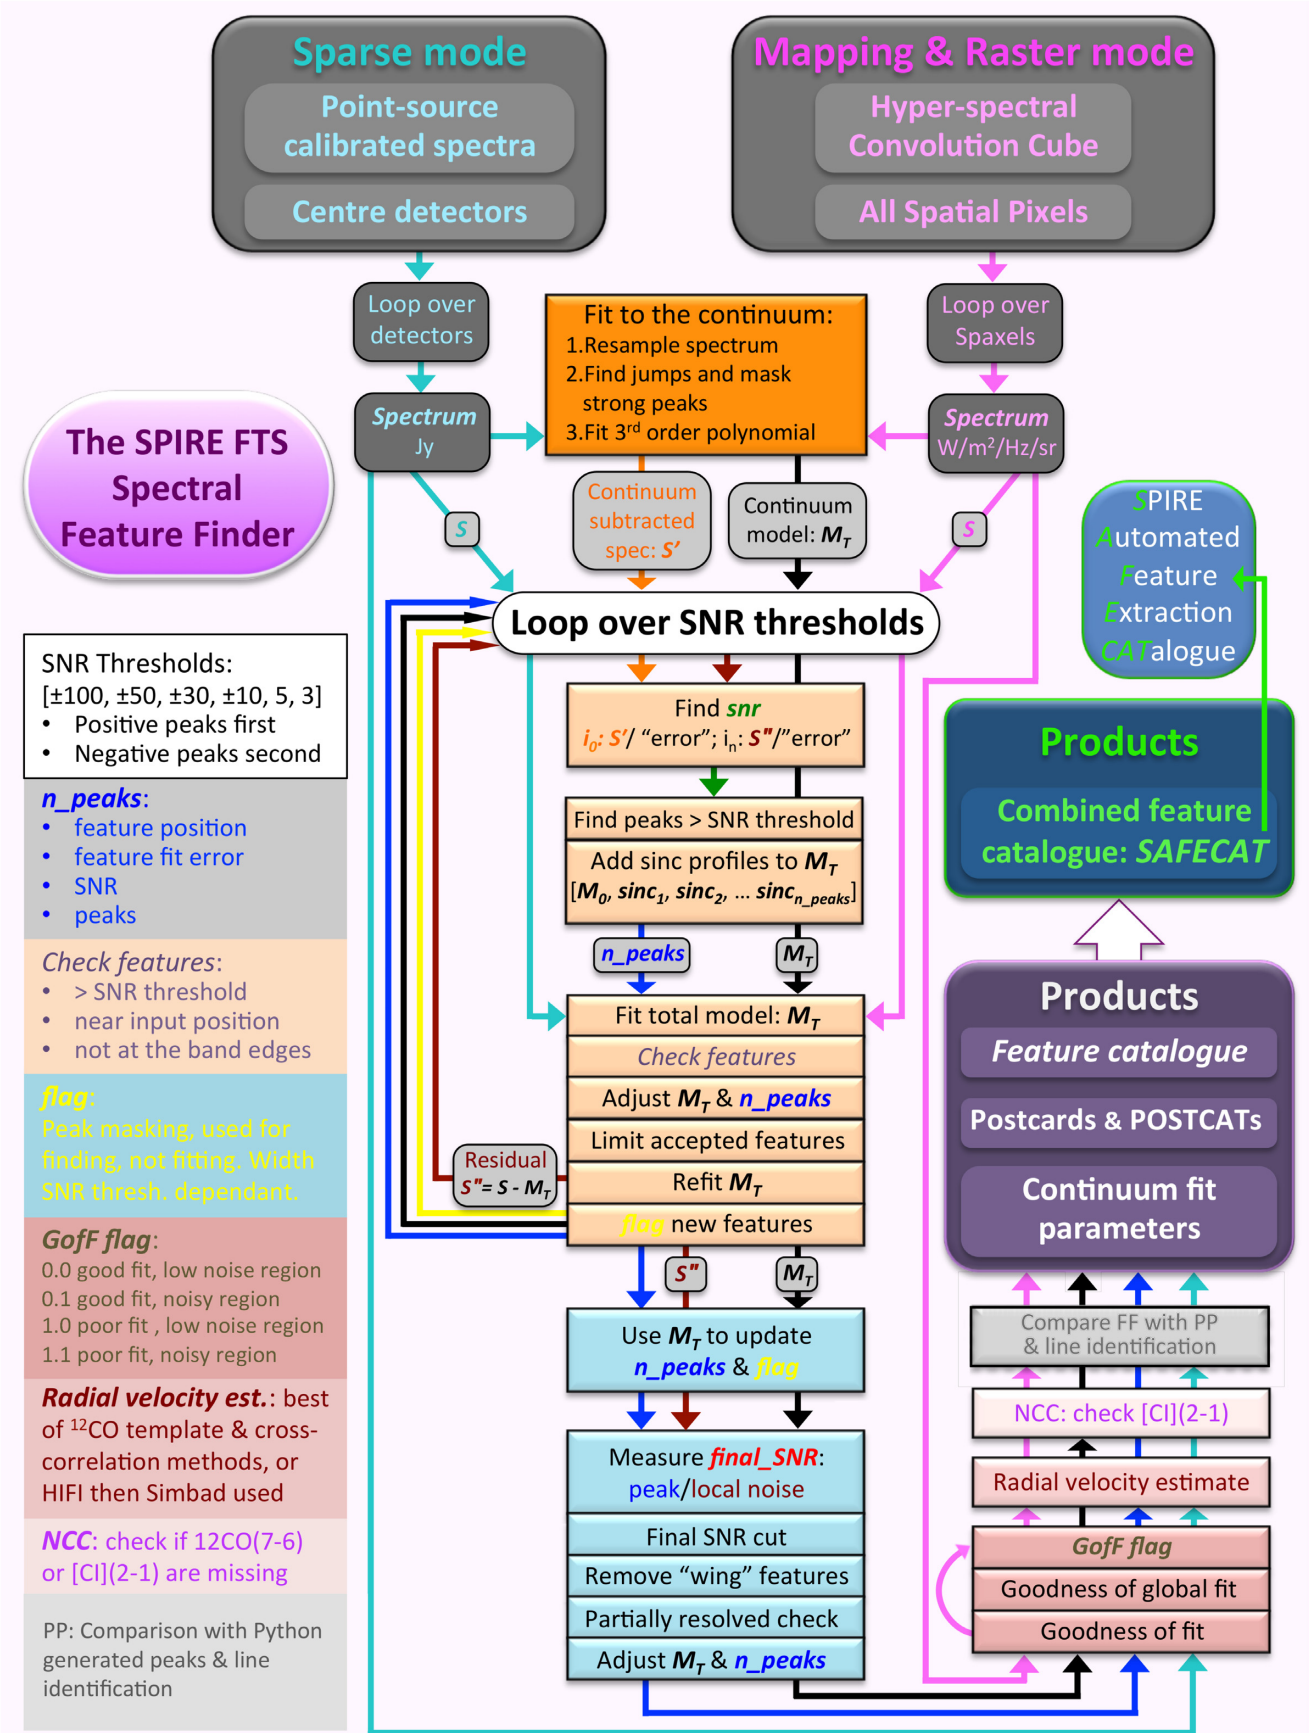 Sparse mode
Point-source
calibrated spectra
Centre detectors
Mapping & Raster mode
Hyper-spectral
Convolution Cube
All Spatial Pixels
Loop over
detectors
Spectrum
Jy
Fit to the continuum:
1.Resample spectrum
2.Find jumps and mask
strong peaks
3.Fit 3rd order polynomial
Loop over
Spaxels
Spectrum
W/m²/Hz/sr
The SPIRE FTS
Spectral
Feature Finder
S
Continuum
subtracted
spec: S’
Continuum
model: M_T
S
SPIRE
Automated
Feature
Extraction
CATalogue
Loop over SNR thresholds
SNR Thresholds:
[±100, ±50, ±30, ±10, 5, 3]
• Positive peaks first
• Negative peaks second
n_peaks:
• feature position
• feature fit error
• SNR
• peaks
Check features:
• > SNR threshold
• near input position
• not at the band edges
flag:
Peak masking, used for
finding, not fitting. Width
SNR thresh. dependant.
GofF flag:
0.0 good fit, low noise region
0.1 good fit, noisy region
1.0 poor fit , low noise region
1.1 poor fit, noisy region
Radial velocity est.: best
of ¹²CO template & cross-
correlation methods, or
HIFI then Simbad used
NCC: check if 12CO(7-6)
or [CI](2-1) are missing
PP: Comparison with Python
generated peaks & line
identification
Find snr
i₀: S’/ “error”; iₙ: S"/”error”
Find peaks > SNR threshold
Add sinc profiles to M_T
[M₀, sinc₁, sinc₂, ... sinc_n_peaks]
n_peaks
M_T
Fit total model: M_T
Check features
Adjust M_T & n_peaks
Limit accepted features
Refit M_T
flag new features
Residual
S"= S - M_T
S"
M_T
Use M_T to update
n_peaks & flag
Measure final_SNR:
peak/local noise
Final SNR cut
Remove “wing” features
Partially resolved check
Adjust M_T & n_peaks
Products
Combined feature
catalogue: SAFECAT
Products
Feature catalogue
Postcards & POSTCATs
Continuum fit
parameters
Compare FF with PP
& line identification
NCC: check [CI](2-1)
Radial velocity estimate
GofF flag
Goodness of global fit
Goodness of fit